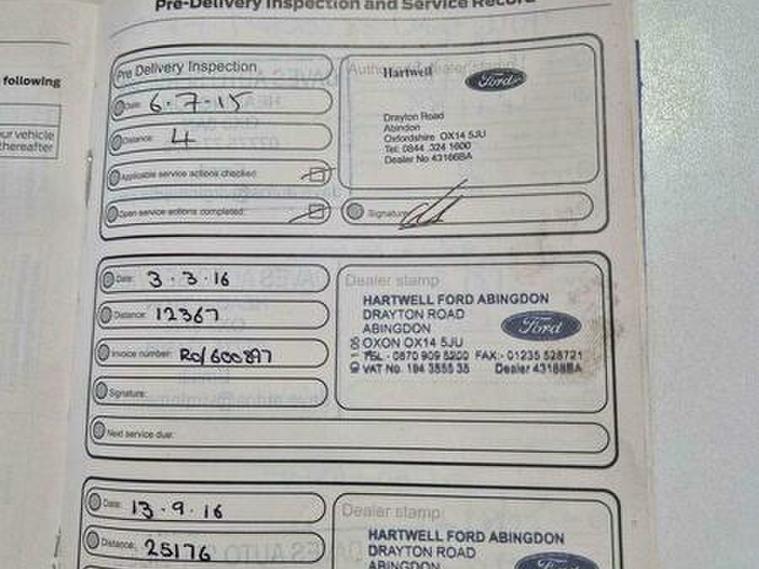 Pre-Delivery Inspection and Service Record
following
ur vehicle
hereafter
Pre Delivery Inspection
Date: 6.7.15
Distance: 4
Applicable service actions checked:
Open service actions completed:
Hartwell
Ford
Drayton Road
Abindon
Oxfordshire OX14 5JU
Tel: 0844 324 1600
Dealer No 43166BA
Signature
Date: 3.3.16
Distance: 12367
Invoice number: RO/600897
Signature:
Next service due:
Dealer stamp
HARTWELL FORD ABINGDON
DRAYTON ROAD
ABINGDON
OXON OX14 5JU
TEL - 0870 909 5200 FAX:- 01235 528721
VAT No. 194 3555 35 Dealer 43166BA
Ford
Date: 13.9.16
Distance: 25176
Dealer stamp
HARTWELL FORD ABINGDON
DRAYTON ROAD
ABINGDON